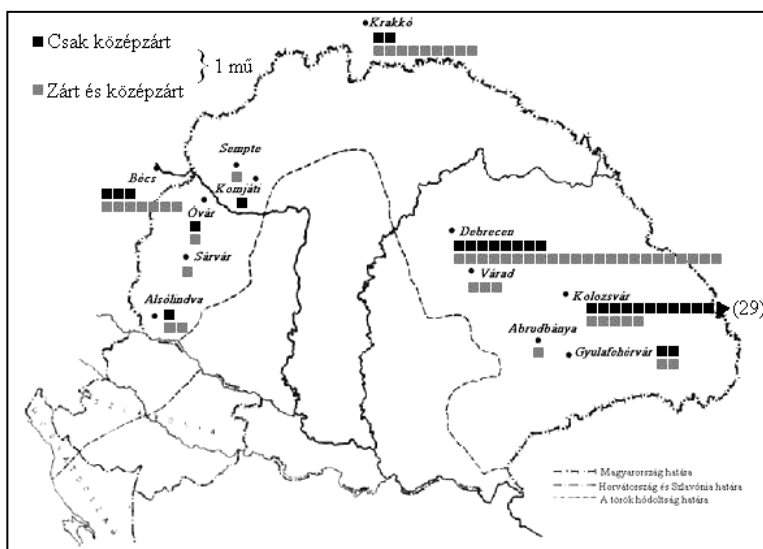 Krakkó
Csak középzárt
} 1 mű
Zárt és középzárt
Sempte
Bécs
Komjáti
Óvár
Debrecen
Sárvár
Várad
Kolozsvár
(29)
Alsólindva
Abrudbánya
Gyulafehérvár
Magyarország határa
Horvátország és Szlavónia határa
A török hódoltság határa